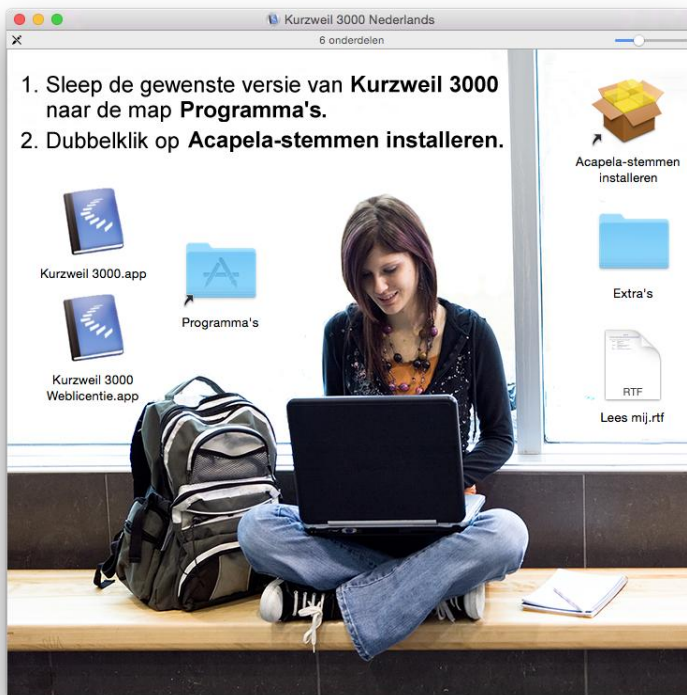 Kurzweil 3000 Nederlands
6 onderdelen
1. Sleep de gewenste versie van Kurzweil 3000
naar de map Programma's.
2. Dubbelklik op Acapela-stemmen installeren.
Acapela-stemmen
installeren
Kurzweil 3000.app
Programma's
Extra's
Kurzweil 3000
Weblicentie.app
RTF
Lees mij.rtf